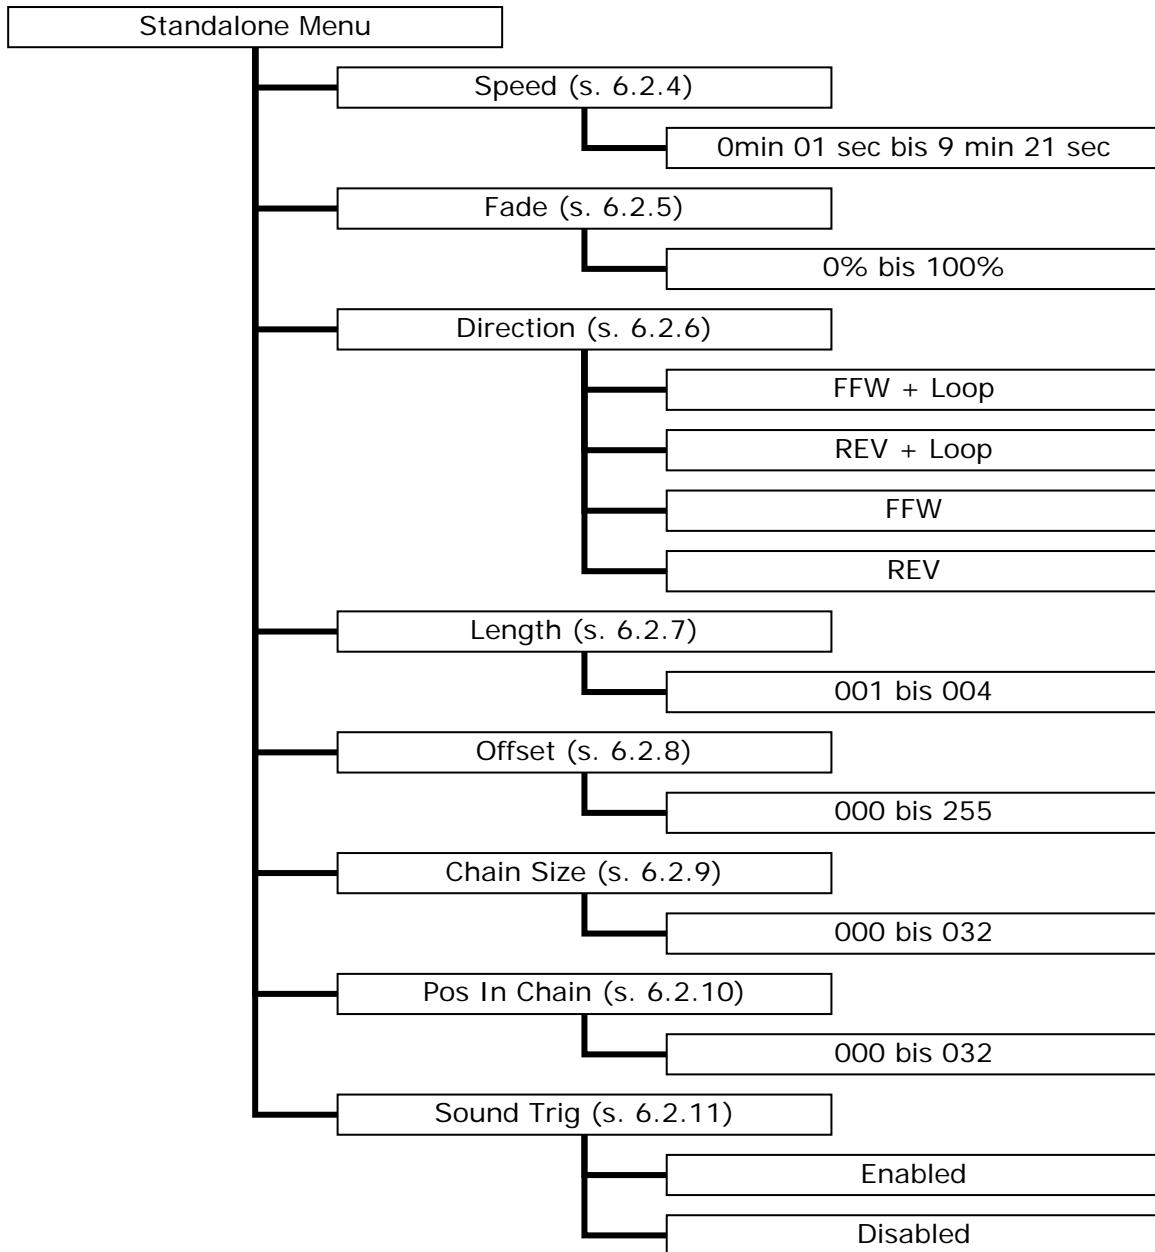 Standalone Menu
Speed (s. 6.2.4)
0min 01 sec bis 9 min 21 sec
Fade (s. 6.2.5)
0% bis 100%
Direction (s. 6.2.6)
FFW + Loop
REV + Loop
FFW
REV
Length (s. 6.2.7)
001 bis 004
Offset (s. 6.2.8)
000 bis 255
Chain Size (s. 6.2.9)
000 bis 032
Pos In Chain (s. 6.2.10)
000 bis 032
Sound Trig (s. 6.2.11)
Enabled
Disabled